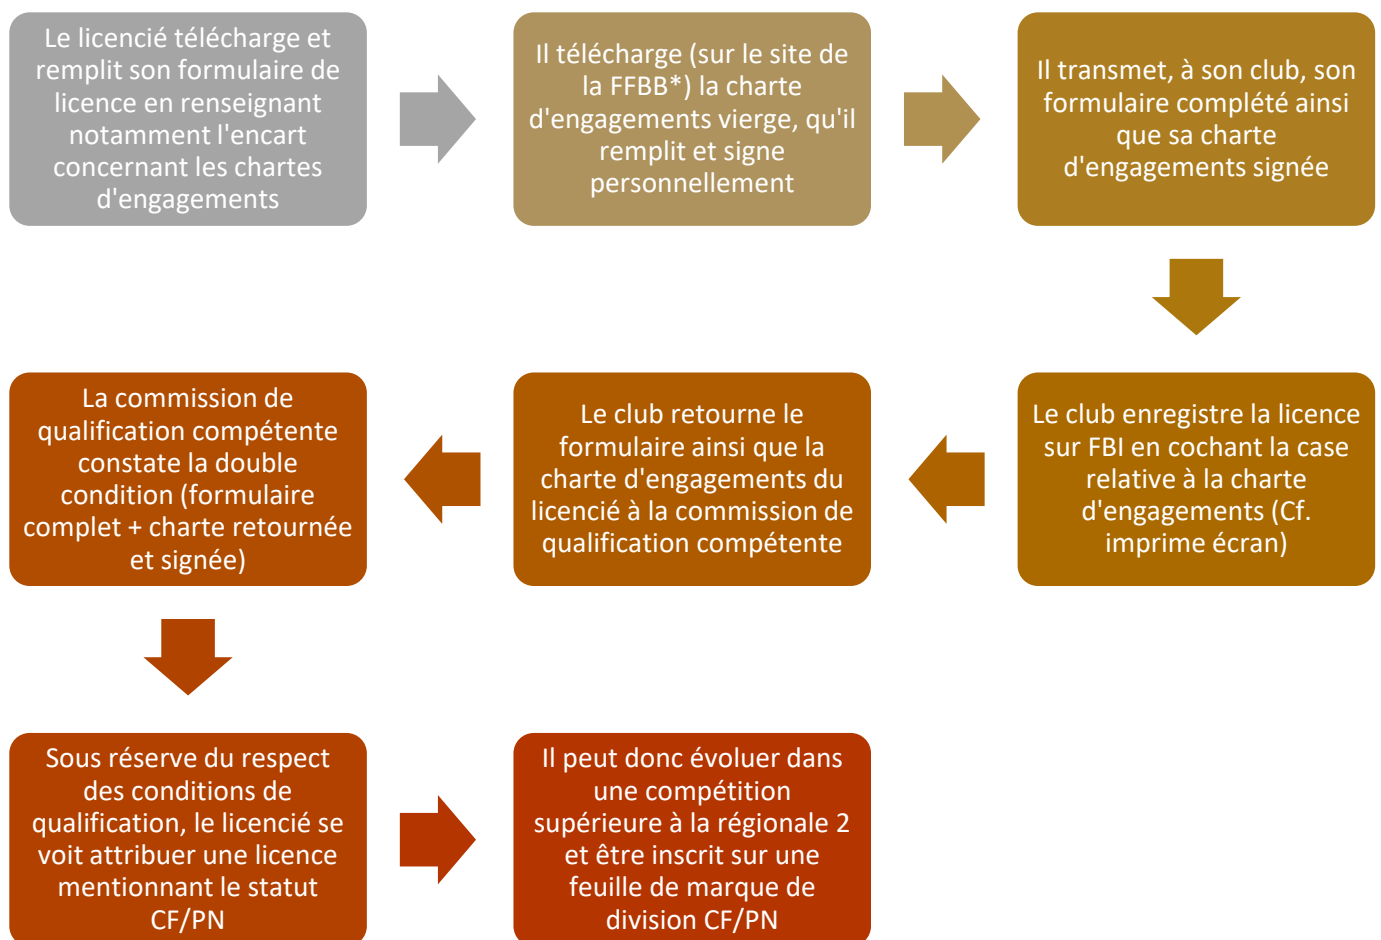 Le licencié télécharge et
remplit son formulaire de
licence en renseignant
notamment l'encart
concernant les chartes
d'engagements
Il télécharge (sur le site de
la FFBB*) la charte
d'engagements vierge, qu'il
remplit et signe
personnellement
Il transmet, à son club, son
formulaire complété ainsi
que sa charte
d'engagements signée
Le club enregistre la licence
sur FBI en cochant la case
relative à la charte
d'engagements (Cf.
imprime écran)
Le club retourne le
formulaire ainsi que la
charte d'engagements du
licencié à la commission de
qualification compétente
La commission de
qualification compétente
constate la double
condition (formulaire
complet + charte retournée
et signée)
Sous réserve du respect
des conditions de
qualification, le licencié se
voit attribuer une licence
mentionnant le statut
CF/PN
Il peut donc évoluer dans
une compétition
supérieure à la régionale 2
et être inscrit sur une
feuille de marque de
division CF/PN